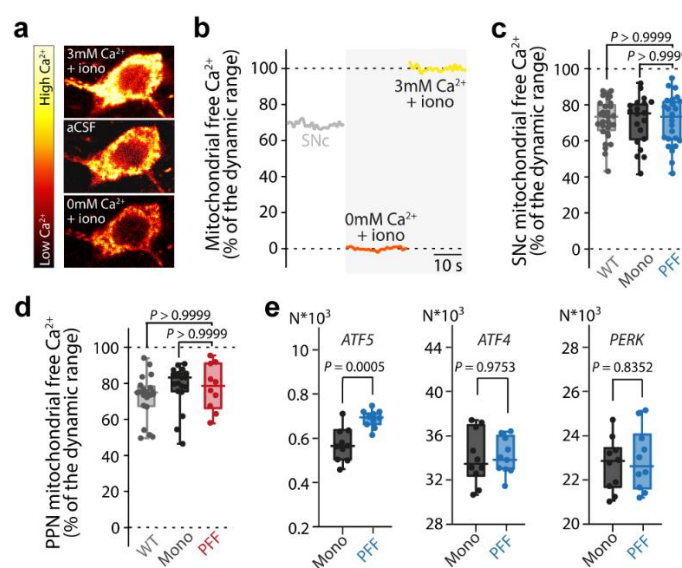 a
High Ca²⁺
Low Ca²⁺
3mM Ca²⁺
+ iono
aCSF
0mM Ca²⁺
+ iono
b
Mitochondrial free Ca²⁺
(% of the dynamic range)
100
80
60
40
20
0
SNc
3mM Ca²⁺
+ iono
0mM Ca²⁺
+ iono
10 s
c
SNc mitochondrial free Ca²⁺
(% of the dynamic range)
P > 0.9999
P > 0.9999
100
80
60
40
20
0
WT
Mono
PFF
d
PPN mitochondrial free Ca²⁺
(% of the dynamic range)
P > 0.9999
P > 0.9999
100
80
60
40
20
0
WT
Mono
PFF
e
N*10³
ATF5
P = 0.0005
1.0
0.8
0.6
0.4
0.2
Mono
PFF
N*10³
ATF4
P = 0.9753
44
40
36
32
28
Mono
PFF
N*10³
PERK
P = 0.8352
26
24
22
20
Mono
PFF